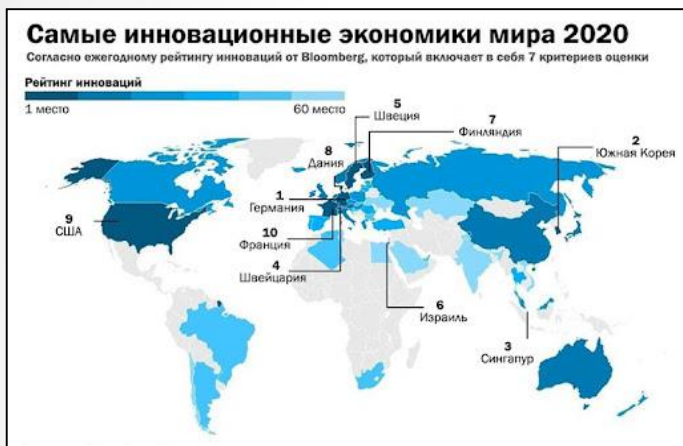 Самые инновационные экономики мира 2020
Согласно ежегодному рейтингу инноваций от Bloomberg, который включает в себя 7 критериев оценки
Рейтинг инноваций
1 место
60 место
5
Швеция
7
Финляндия
8
Дания
2
Южная Корея
1
Германия
9
США
10
Франция
4
Швейцария
6
Израиль
3
Сингапур